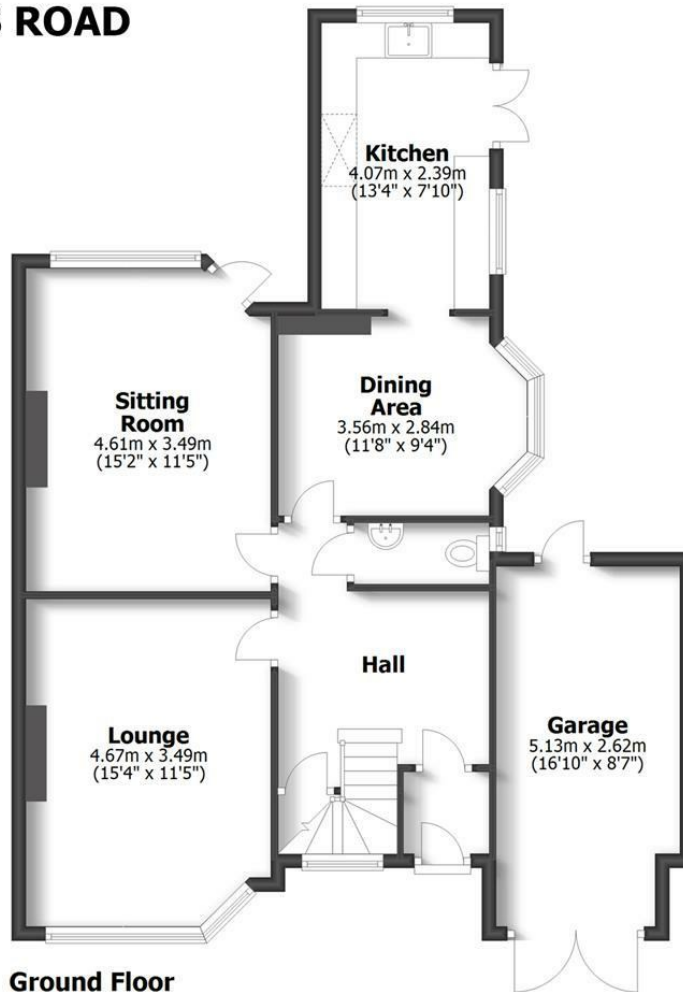 ROAD
Kitchen
4.07m x 2.39m
(13'4" x 7'10")
Sitting
Room
4.61m x 3.49m
(15'2" x 11'5")
Dining
Area
3.56m x 2.84m
(11'8" x 9'4")
Hall
Lounge
4.67m x 3.49m
(15'4" x 11'5")
Garage
5.13m x 2.62m
(16'10" x 8'7")
Ground Floor